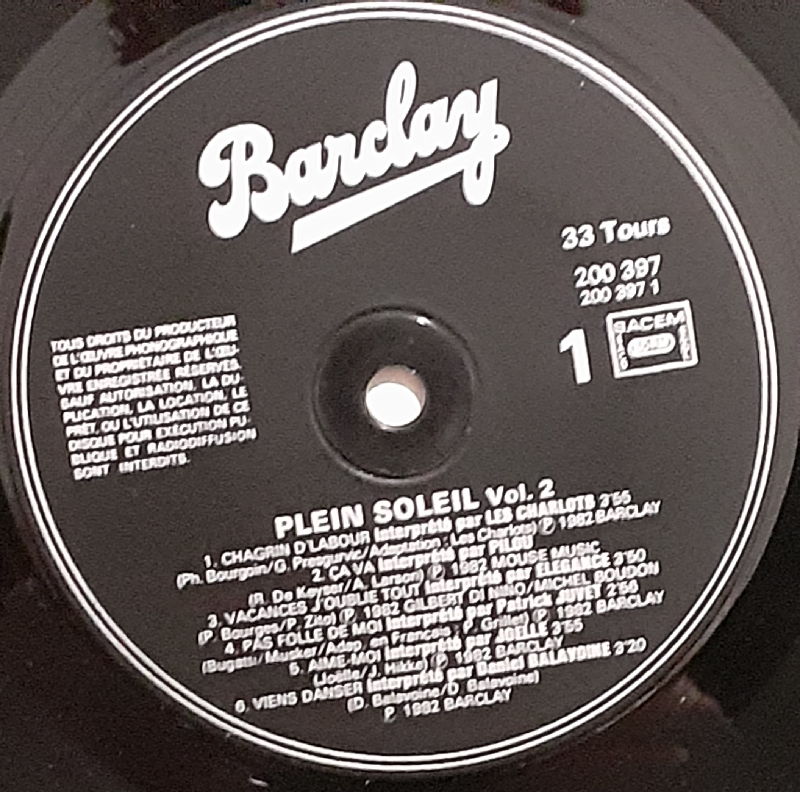 Barclay
33 Tours
200 397
200 397 1
1
SACEM
TOUS DROITS DU PRODUCTEUR
DE L'ŒUVRE PHONOGRAPHIQUE
ET DU PROPRIÉTAIRE DE L'ŒU-
VRE ENREGISTRÉE RÉSERVÉS.
SAUF AUTORISATION, LA DU-
PLICATION, LA LOCATION, LE
PRÊT, OU L'UTILISATION DE CE
DISQUE POUR EXÉCUTION PU-
BLIQUE ET RADIODIFFUSION
SONT INTERDITS.
PLEIN SOLEIL Vol. 2
1. CHAGRIN D'LABOUR Interprété par LES CHARLOTS 3'55
(Ph. Bourgoin/G. Presgurvic/Adaptation : Les Charlots) Ⓟ 1982 BARCLAY
2. ÇA VA Interprété par PILOU
(R. De Keyser/A. Larson) Ⓟ 1982 MOUSE MUSIC
3. VACANCES J'OUBLIE TOUT Interprété par ELEGANCE 3'50
(P. Bourges/P. Zito) Ⓟ 1982 GILBERT DI NINO/MICHEL BOUDON
4. PAS FOLLE DE MOI Interprété par Patrick JUVET 2'56
(Bugatti/Musker/Adap. en Français : P. Grillet) Ⓟ 1982 BARCLAY
5. AIME-MOI Interprété par JOËLLE 3'55
(Joëlle/J. Hikke) Ⓟ 1982 BARCLAY
6. VIENS DANSER Interprété par Daniel BALAVOINE 3'20
(D. Balavoine/D. Balavoine)
Ⓟ 1982 BARCLAY